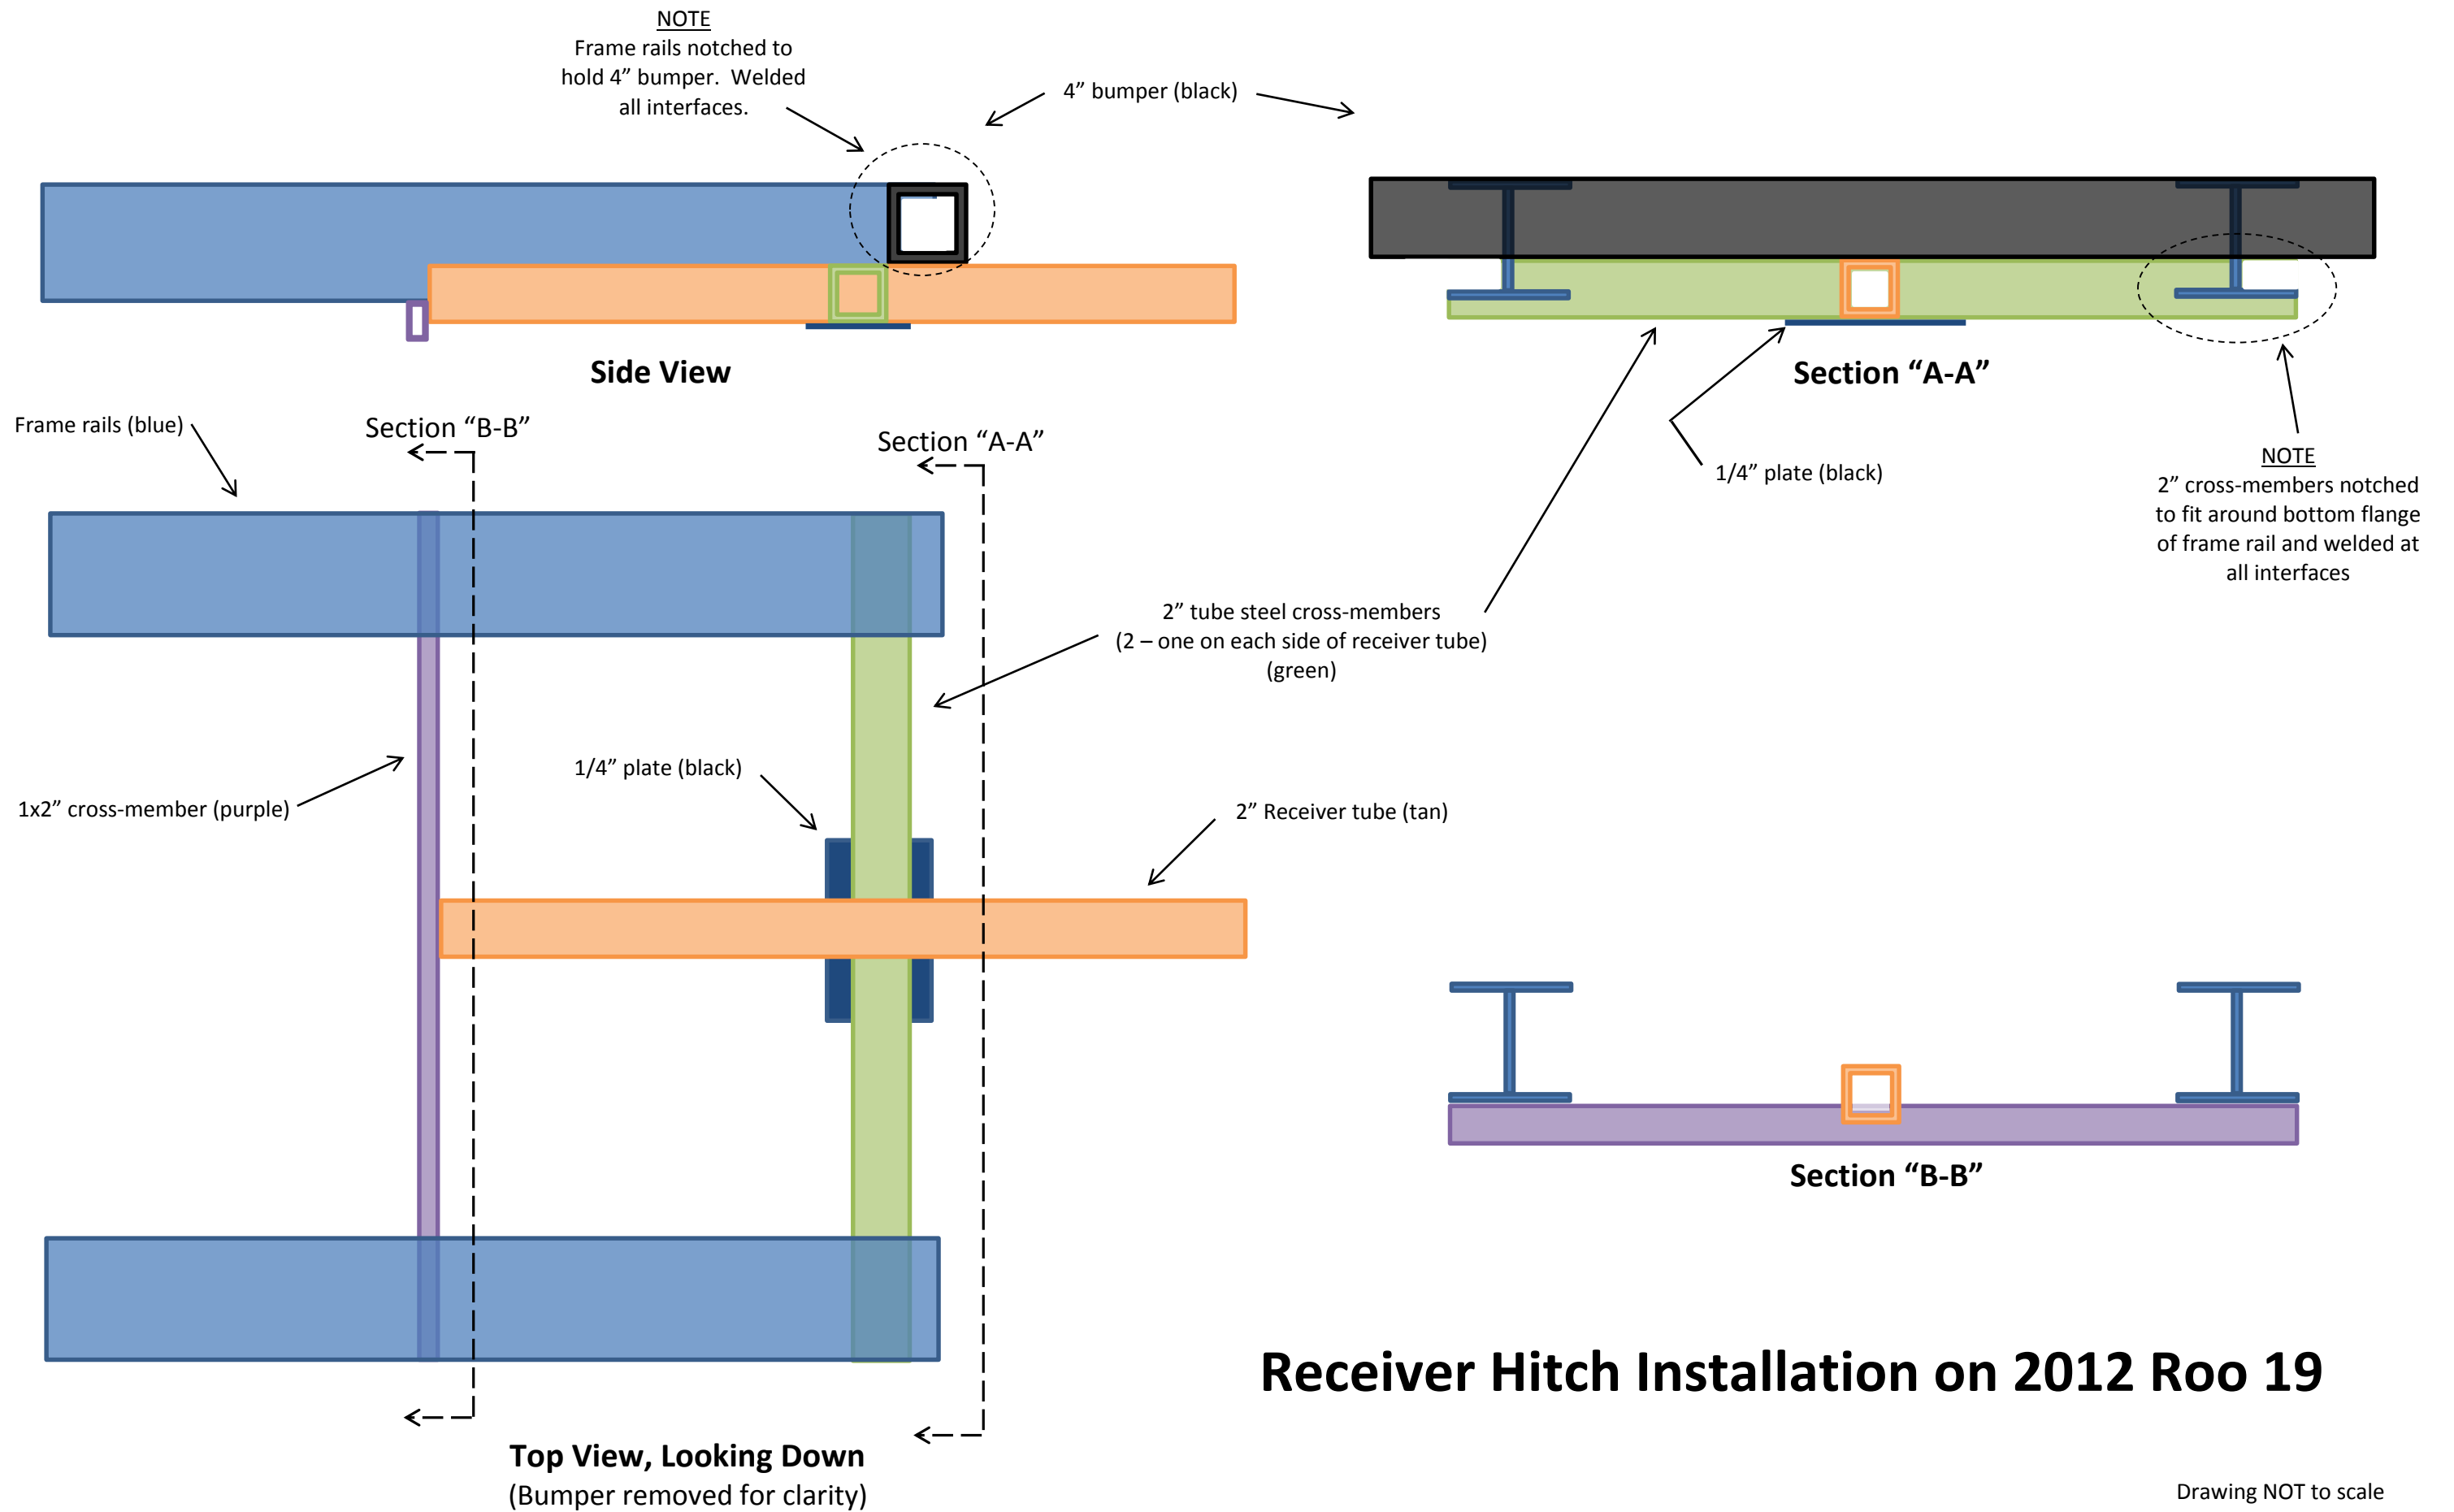 NOTE
Frame rails notched to
hold 4” bumper.  Welded
all interfaces.
4” bumper (black)
Side View
Section “A-A”
Frame rails (blue)
Section “B-B”
Section “A-A”
1/4” plate (black)
NOTE
2” cross-members notched
to fit around bottom flange
of frame rail and welded at
all interfaces
2” tube steel cross-members
(2 – one on each side of receiver tube)
(green)
1/4” plate (black)
1x2” cross-member (purple)
2” Receiver tube (tan)
Section “B-B”
Receiver Hitch Installation on 2012 Roo 19
Top View, Looking Down
(Bumper removed for clarity)
Drawing NOT to scale